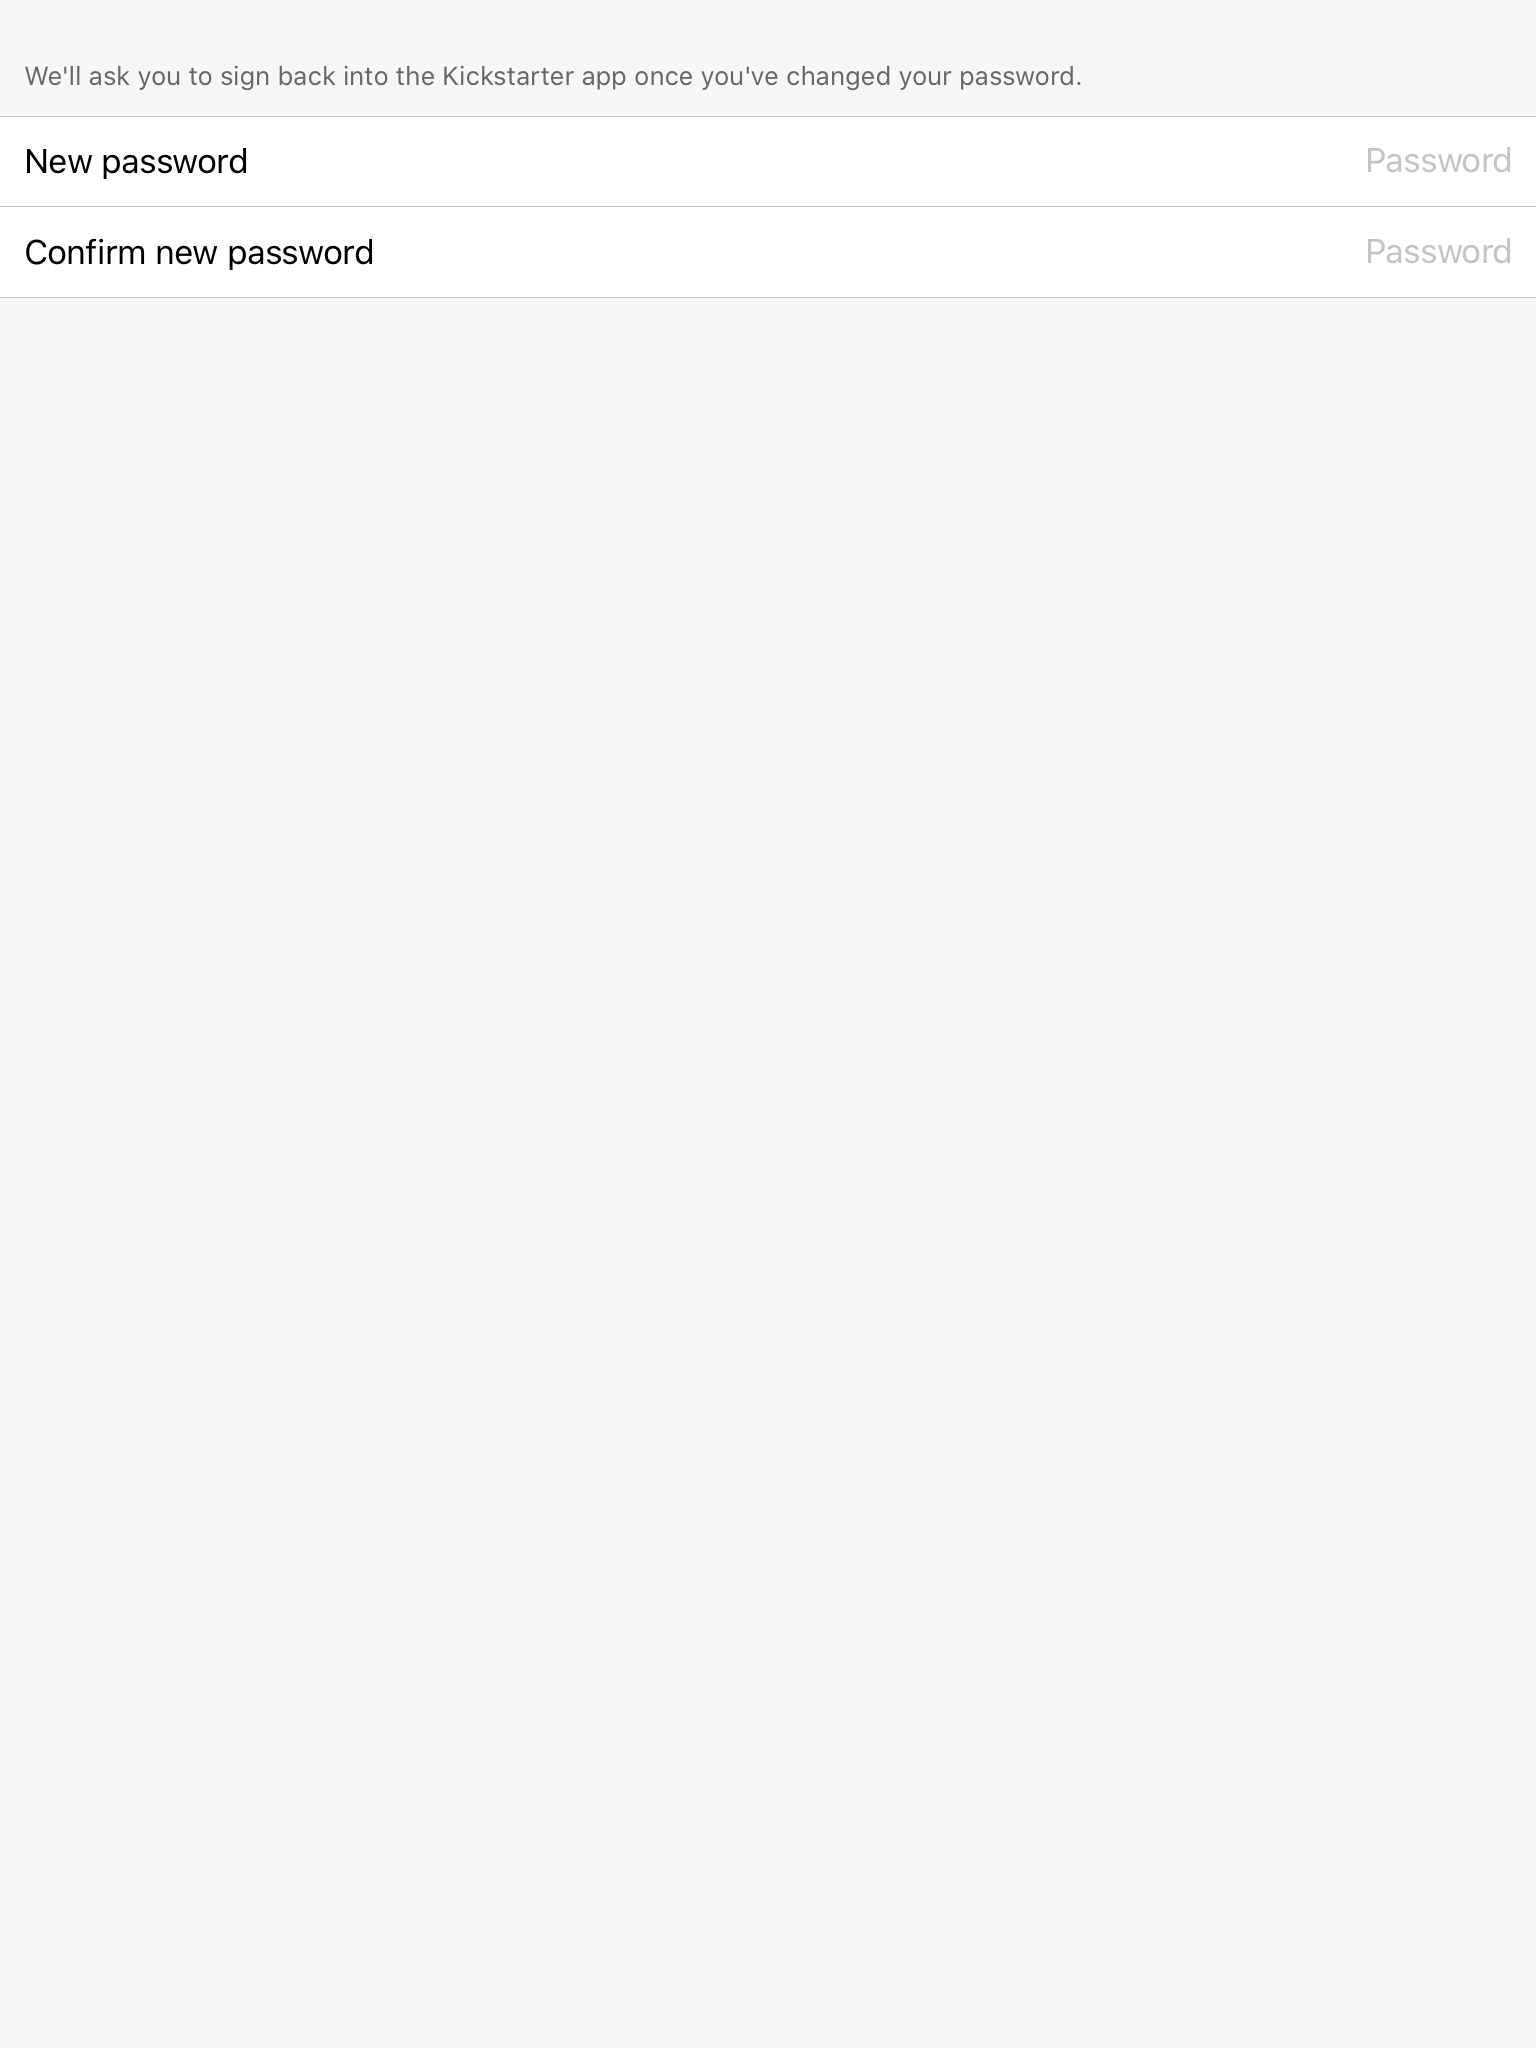 We'll ask you to sign back into the Kickstarter app once you've changed your password.
New password Password
Confirm new password Password